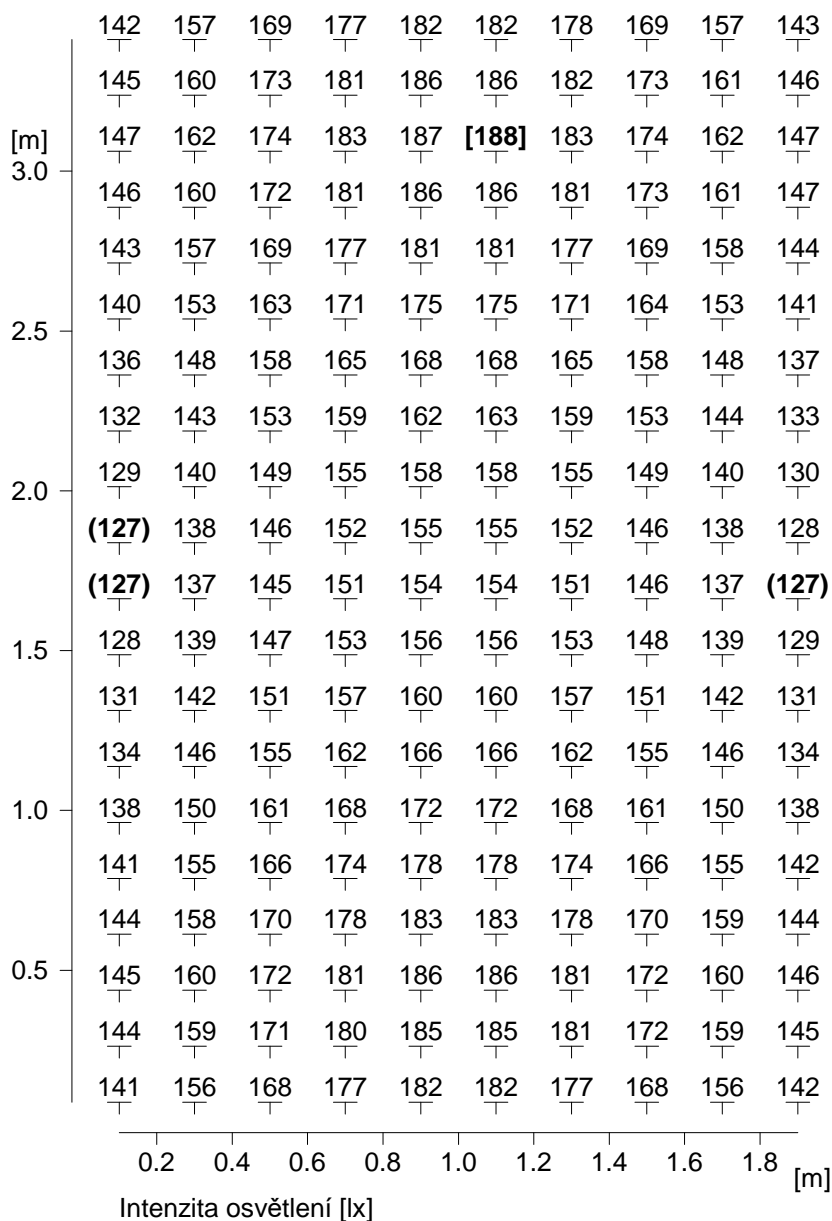 142 157 169 177 182 182 178 169 157 143
145 160 173 181 186 186 182 173 161 146
[m] 147 162 174 183 187 [188] 183 174 162 147
3.0
146 160 172 181 186 186 181 173 161 147
143 157 169 177 181 181 177 169 158 144
140 153 163 171 175 175 171 164 153 141
2.5
136 148 158 165 168 168 165 158 148 137
132 143 153 159 162 163 159 153 144 133
129 140 149 155 158 158 155 149 140 130
2.0
(127) 138 146 152 155 155 152 146 138 128
(127) 137 145 151 154 154 151 146 137 (127)
1.5 128 139 147 153 156 156 153 148 139 129
131 142 151 157 160 160 157 151 142 131
134 146 155 162 166 166 162 155 146 134
1.0 138 150 161 168 172 172 168 161 150 138
141 155 166 174 178 178 174 166 155 142
144 158 170 178 183 183 178 170 159 144
0.5 145 160 172 181 186 186 181 172 160 146
144 159 171 180 185 185 181 172 159 145
141 156 168 177 182 182 177 168 156 142
0.2 0.4 0.6 0.8 1.0 1.2 1.4 1.6 1.8 [m]
Intenzita osvětlení [lx]